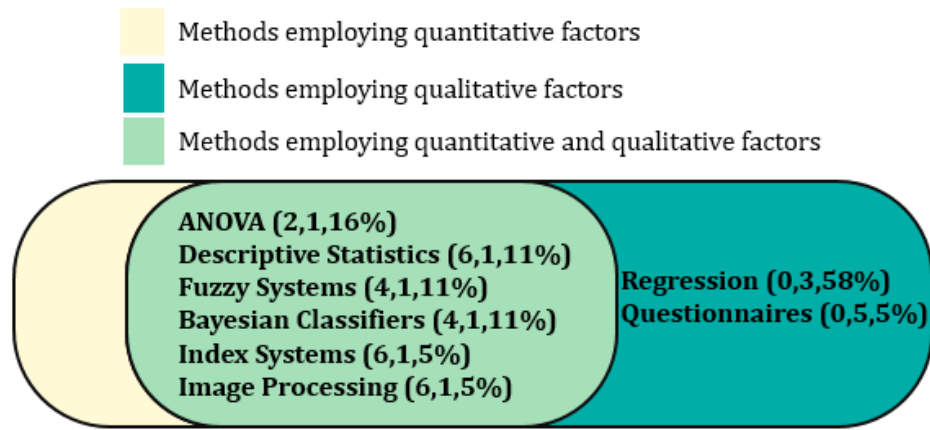 Methods employing quantitative factors
Methods employing qualitative factors
Methods employing quantitative and qualitative factors
ANOVA (2,1,16%)
Descriptive Statistics (6,1,11%)
Fuzzy Systems (4,1,11%)
Bayesian Classifiers (4,1,11%)
Index Systems (6,1,5%)
Image Processing (6,1,5%)
Regression (0,3,58%)
Questionnaires (0,5,5%)